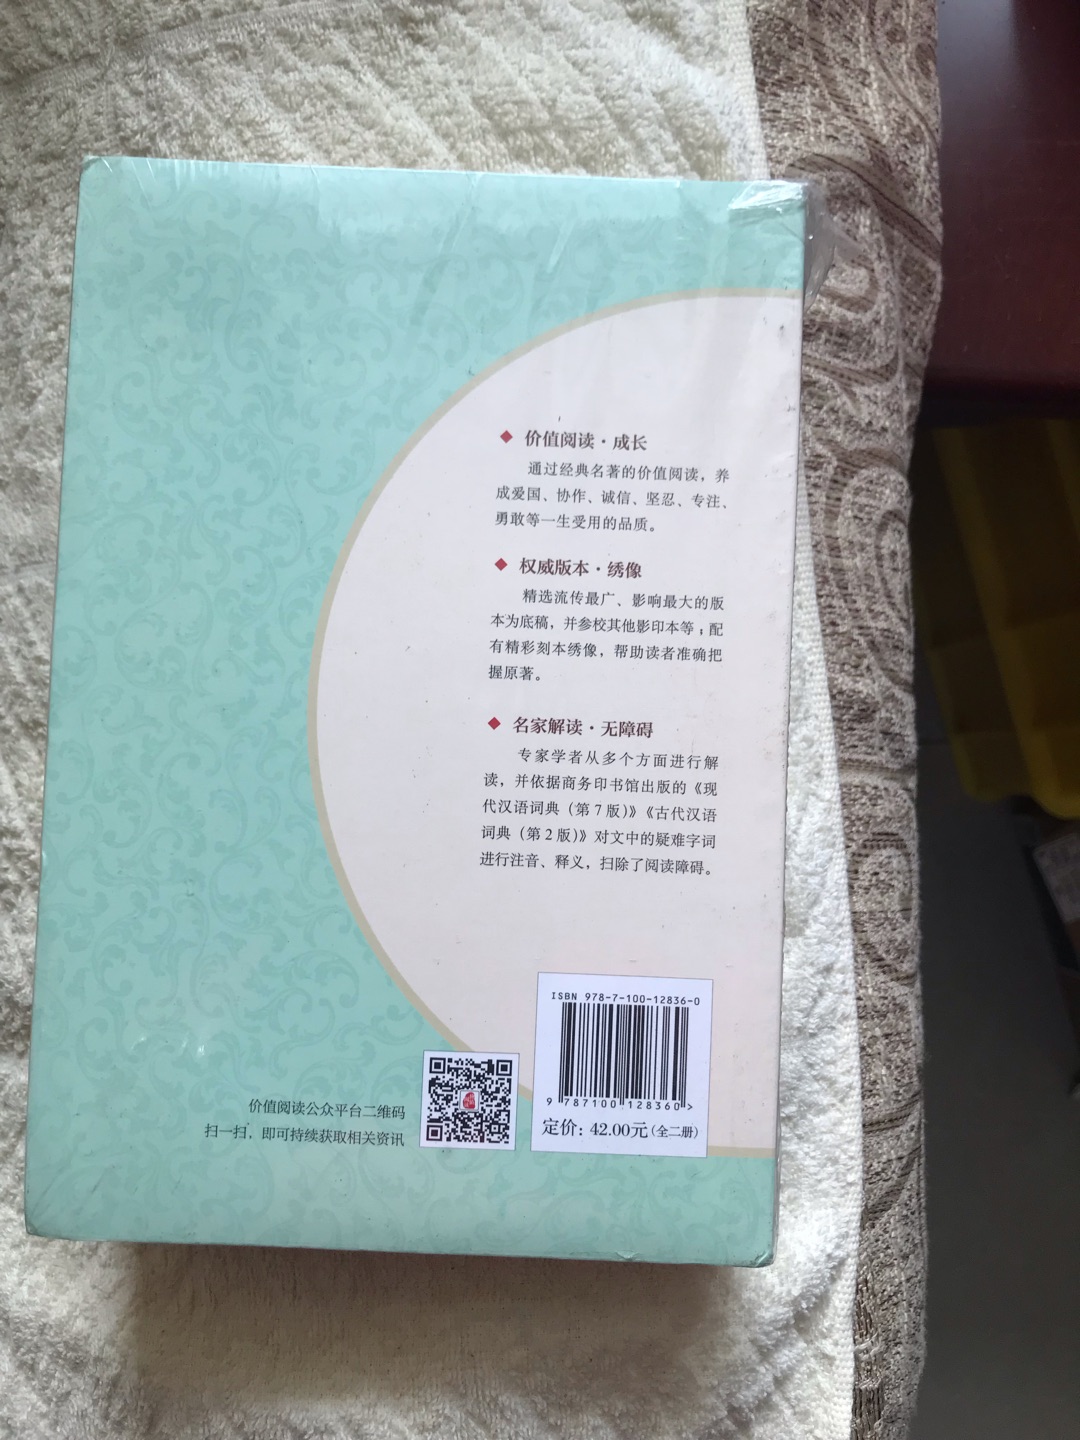 价值阅读·成长
通过经典名著的价值阅读，养
成爱国、协作、诚信、坚忍、专注、
勇敢等一生受用的品质。
权威版本·绣像
精选流传最广、影响最大的版
本为底稿，并参校其他影印本等；配
有精彩刻本绣像，帮助读者准确把
握原著。
名家解读·无障碍
专家学者从多个方面进行解
读，并依据商务印书馆出版的《现
代汉语词典（第7版）》《古代汉语
词典（第2版）》对文中的疑难字词
进行注音、释义，扫除了阅读障碍。
ISBN 978-7-100-12836-0
9 787100 128360 >
定价：42.00元（全二册）
价值阅读公众平台二维码
扫一扫，即可持续获取相关资讯